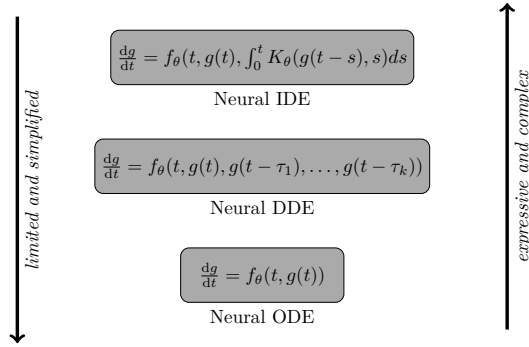 dg/dt = f_θ(t, g(t), ∫_0^t K_θ(g(t − s), s)ds
Neural IDE
dg/dt = f_θ(t, g(t), g(t − τ_1), . . . , g(t − τ_k))
Neural DDE
dg/dt = f_θ(t, g(t))
Neural ODE
limited and simplified
expressive and complex